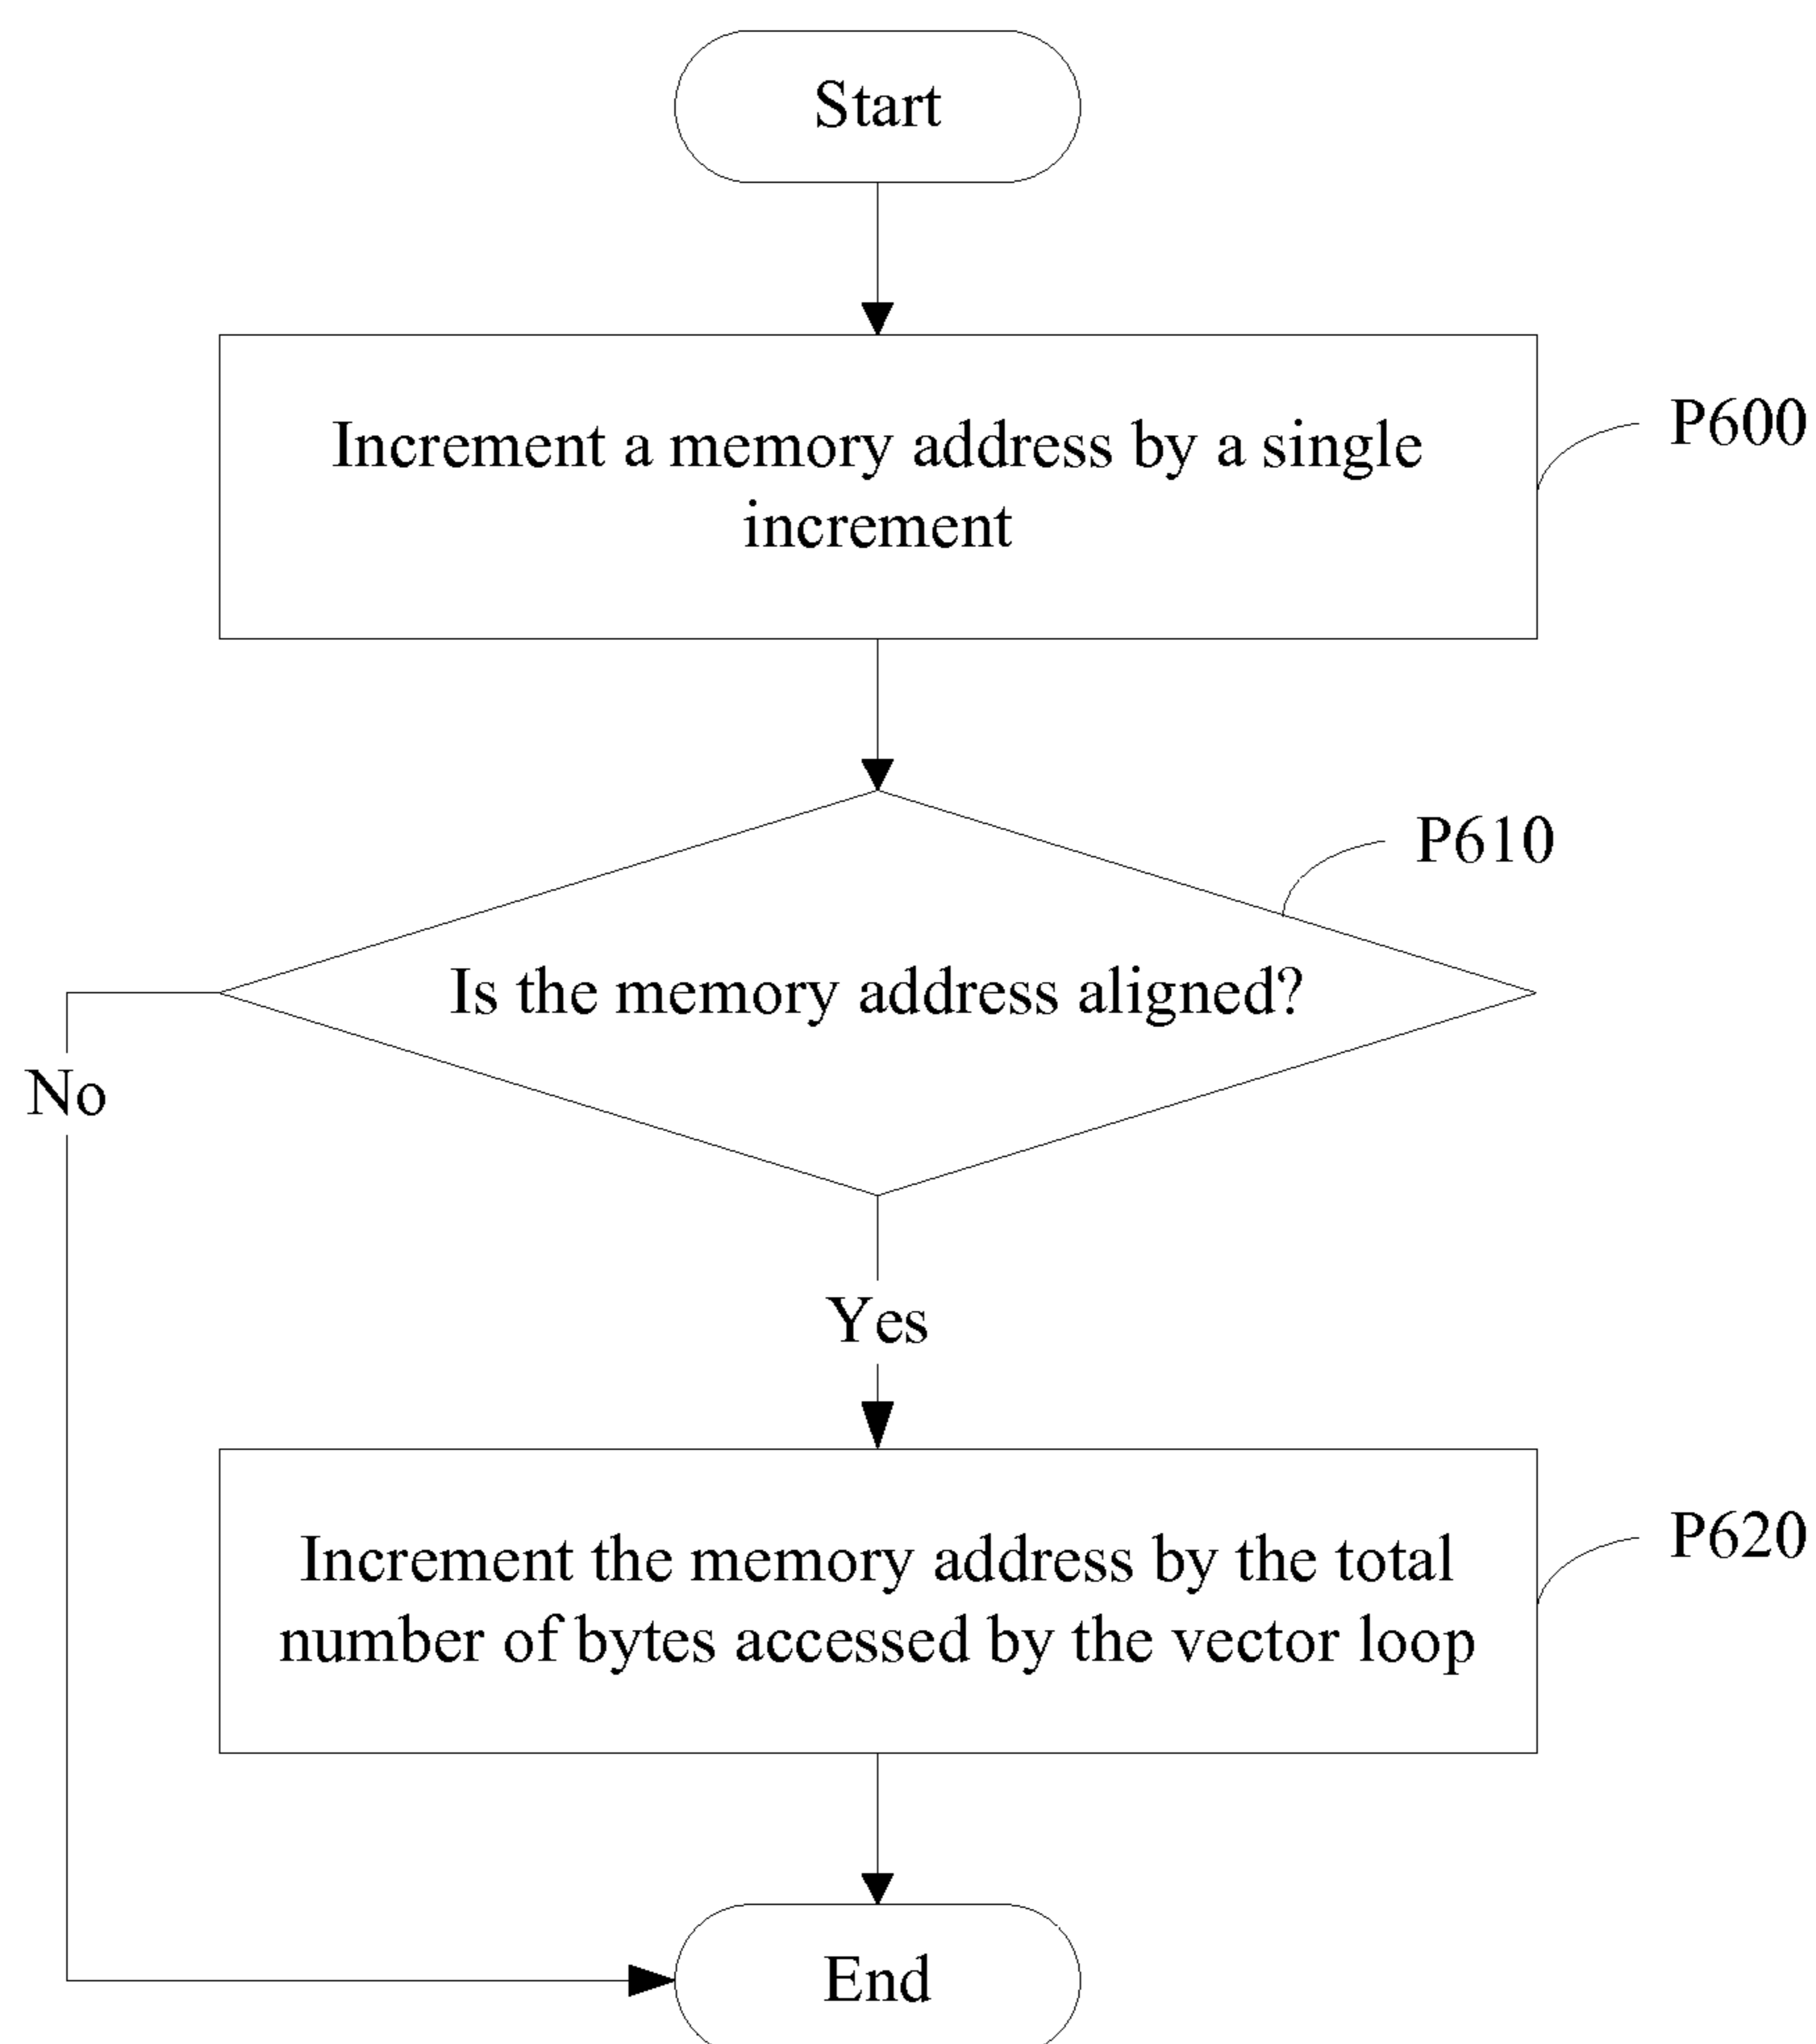 Start
Increment a memory address by a single
increment
P600
P610
Is the memory address aligned?
No
Yes
Increment the memory address by the total
number of bytes accessed by the vector loop
P620
End